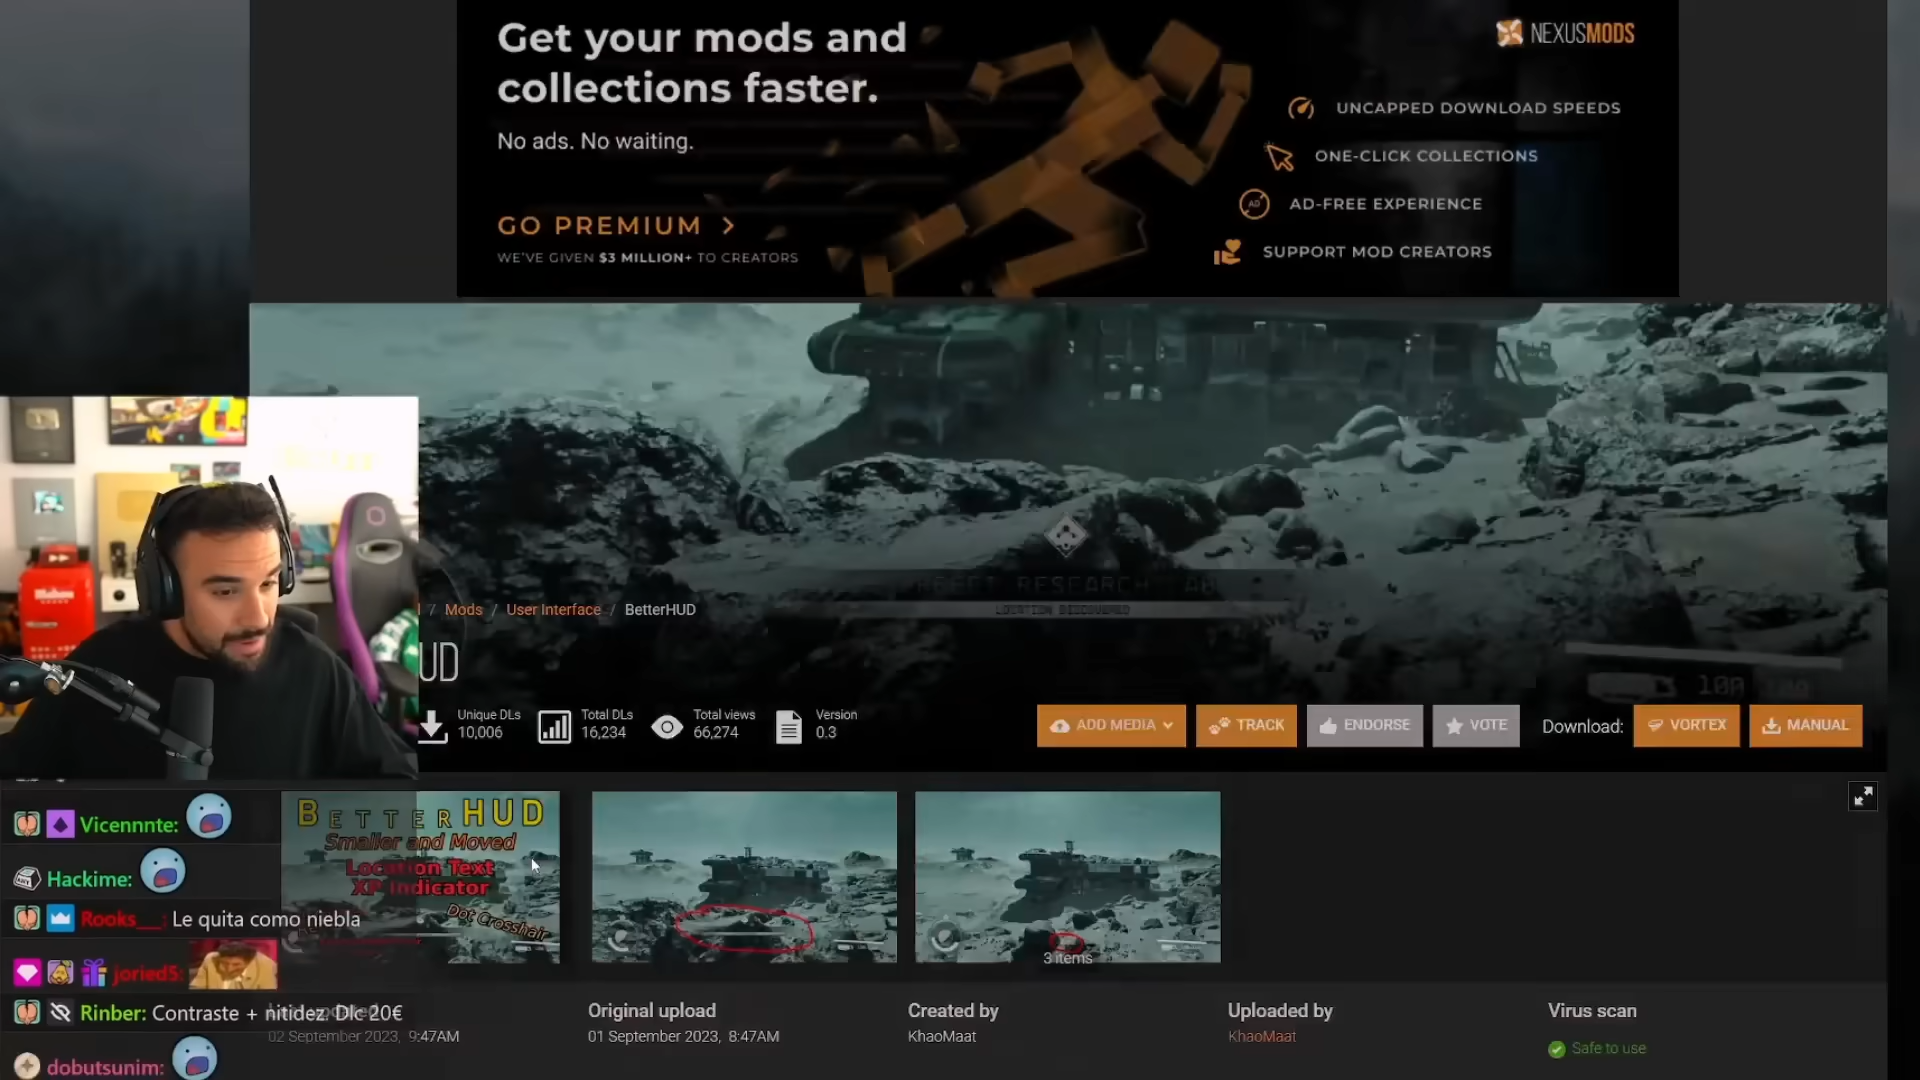 Get your mods and
collections faster.
No ads. No waiting.
GO PREMIUM >
WE'VE GIVEN $3 MILLION+ TO CREATORS
NEXUSMODS
UNCAPPED DOWNLOAD SPEEDS
ONE-CLICK COLLECTIONS
AD
AD-FREE EXPERIENCE
SUPPORT MOD CREATORS
LOCATION DISCOVERED
/ Mods / User Interface / BetterHUD
UD
Unique DLs
10,006
Total DLs
16,234
Total views
66,274
Version
0.3
ADD MEDIA
TRACK
ENDORSE
VOTE
Download:
VORTEX
MANUAL
Vicennnte:
Hackime:
Rooks__: Le quita como niebla
joried5:
Rinber: Contraste + nitidez. Dlc 20€
dobutsunim:
BETTERHUD
Smaller and Moved
Location Text
XP Indicator
Dot Crosshair
3 items
02 September 2023, 9:47AM
Original upload
01 September 2023, 8:47AM
Created by
KhaoMaat
Uploaded by
KhaoMaat
Virus scan
Safe to use